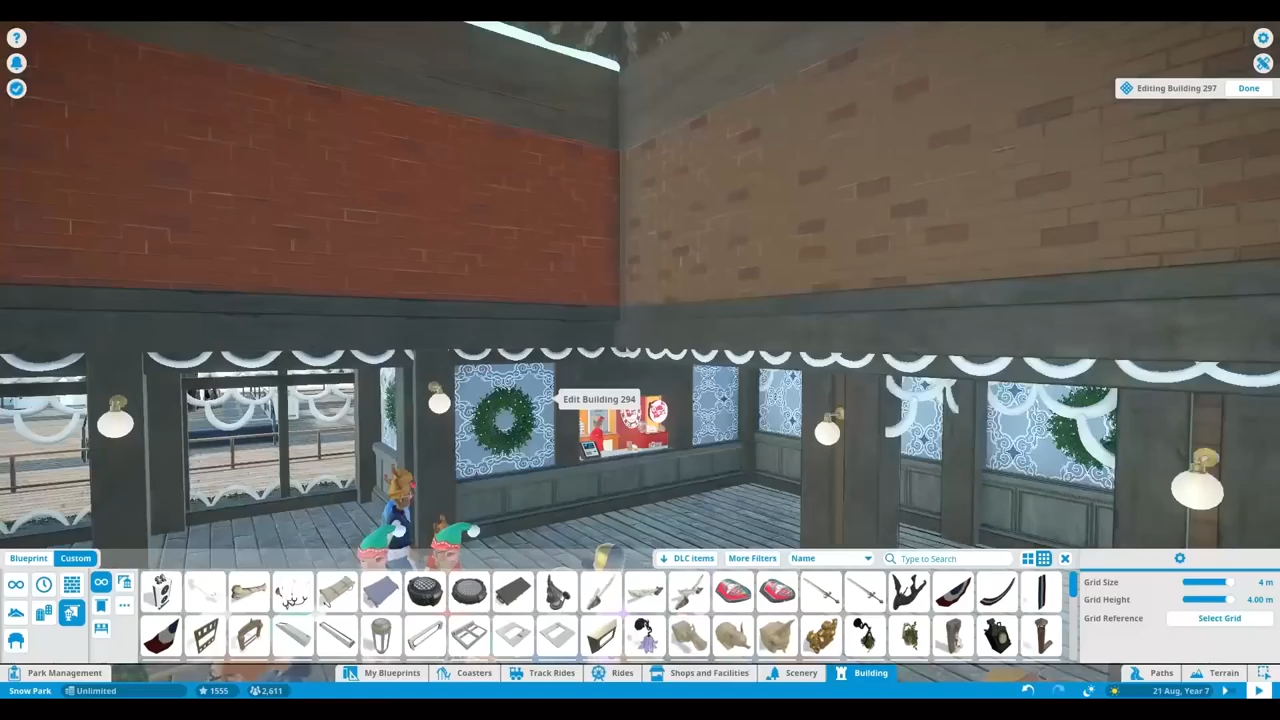 Editing Building 297 Done
Edit Building 294
Blueprint Custom DLC items More Filters Name Type to Search
Grid Size 4 m
Grid Height 4.00 m
Grid Reference Select Grid
Park Management My Blueprints Coasters Track Rides Rides Shops and Facilities Scenery Building Paths Terrain
Snow Park Unlimited 1555 2,611 21 Aug, Year 7